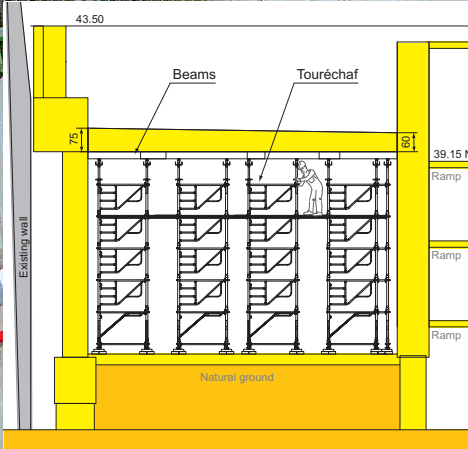 43.50
Beams
Touréchaf
75
60
39.15 N
Ramp
Existing wall
Ramp
Ramp
Natural ground